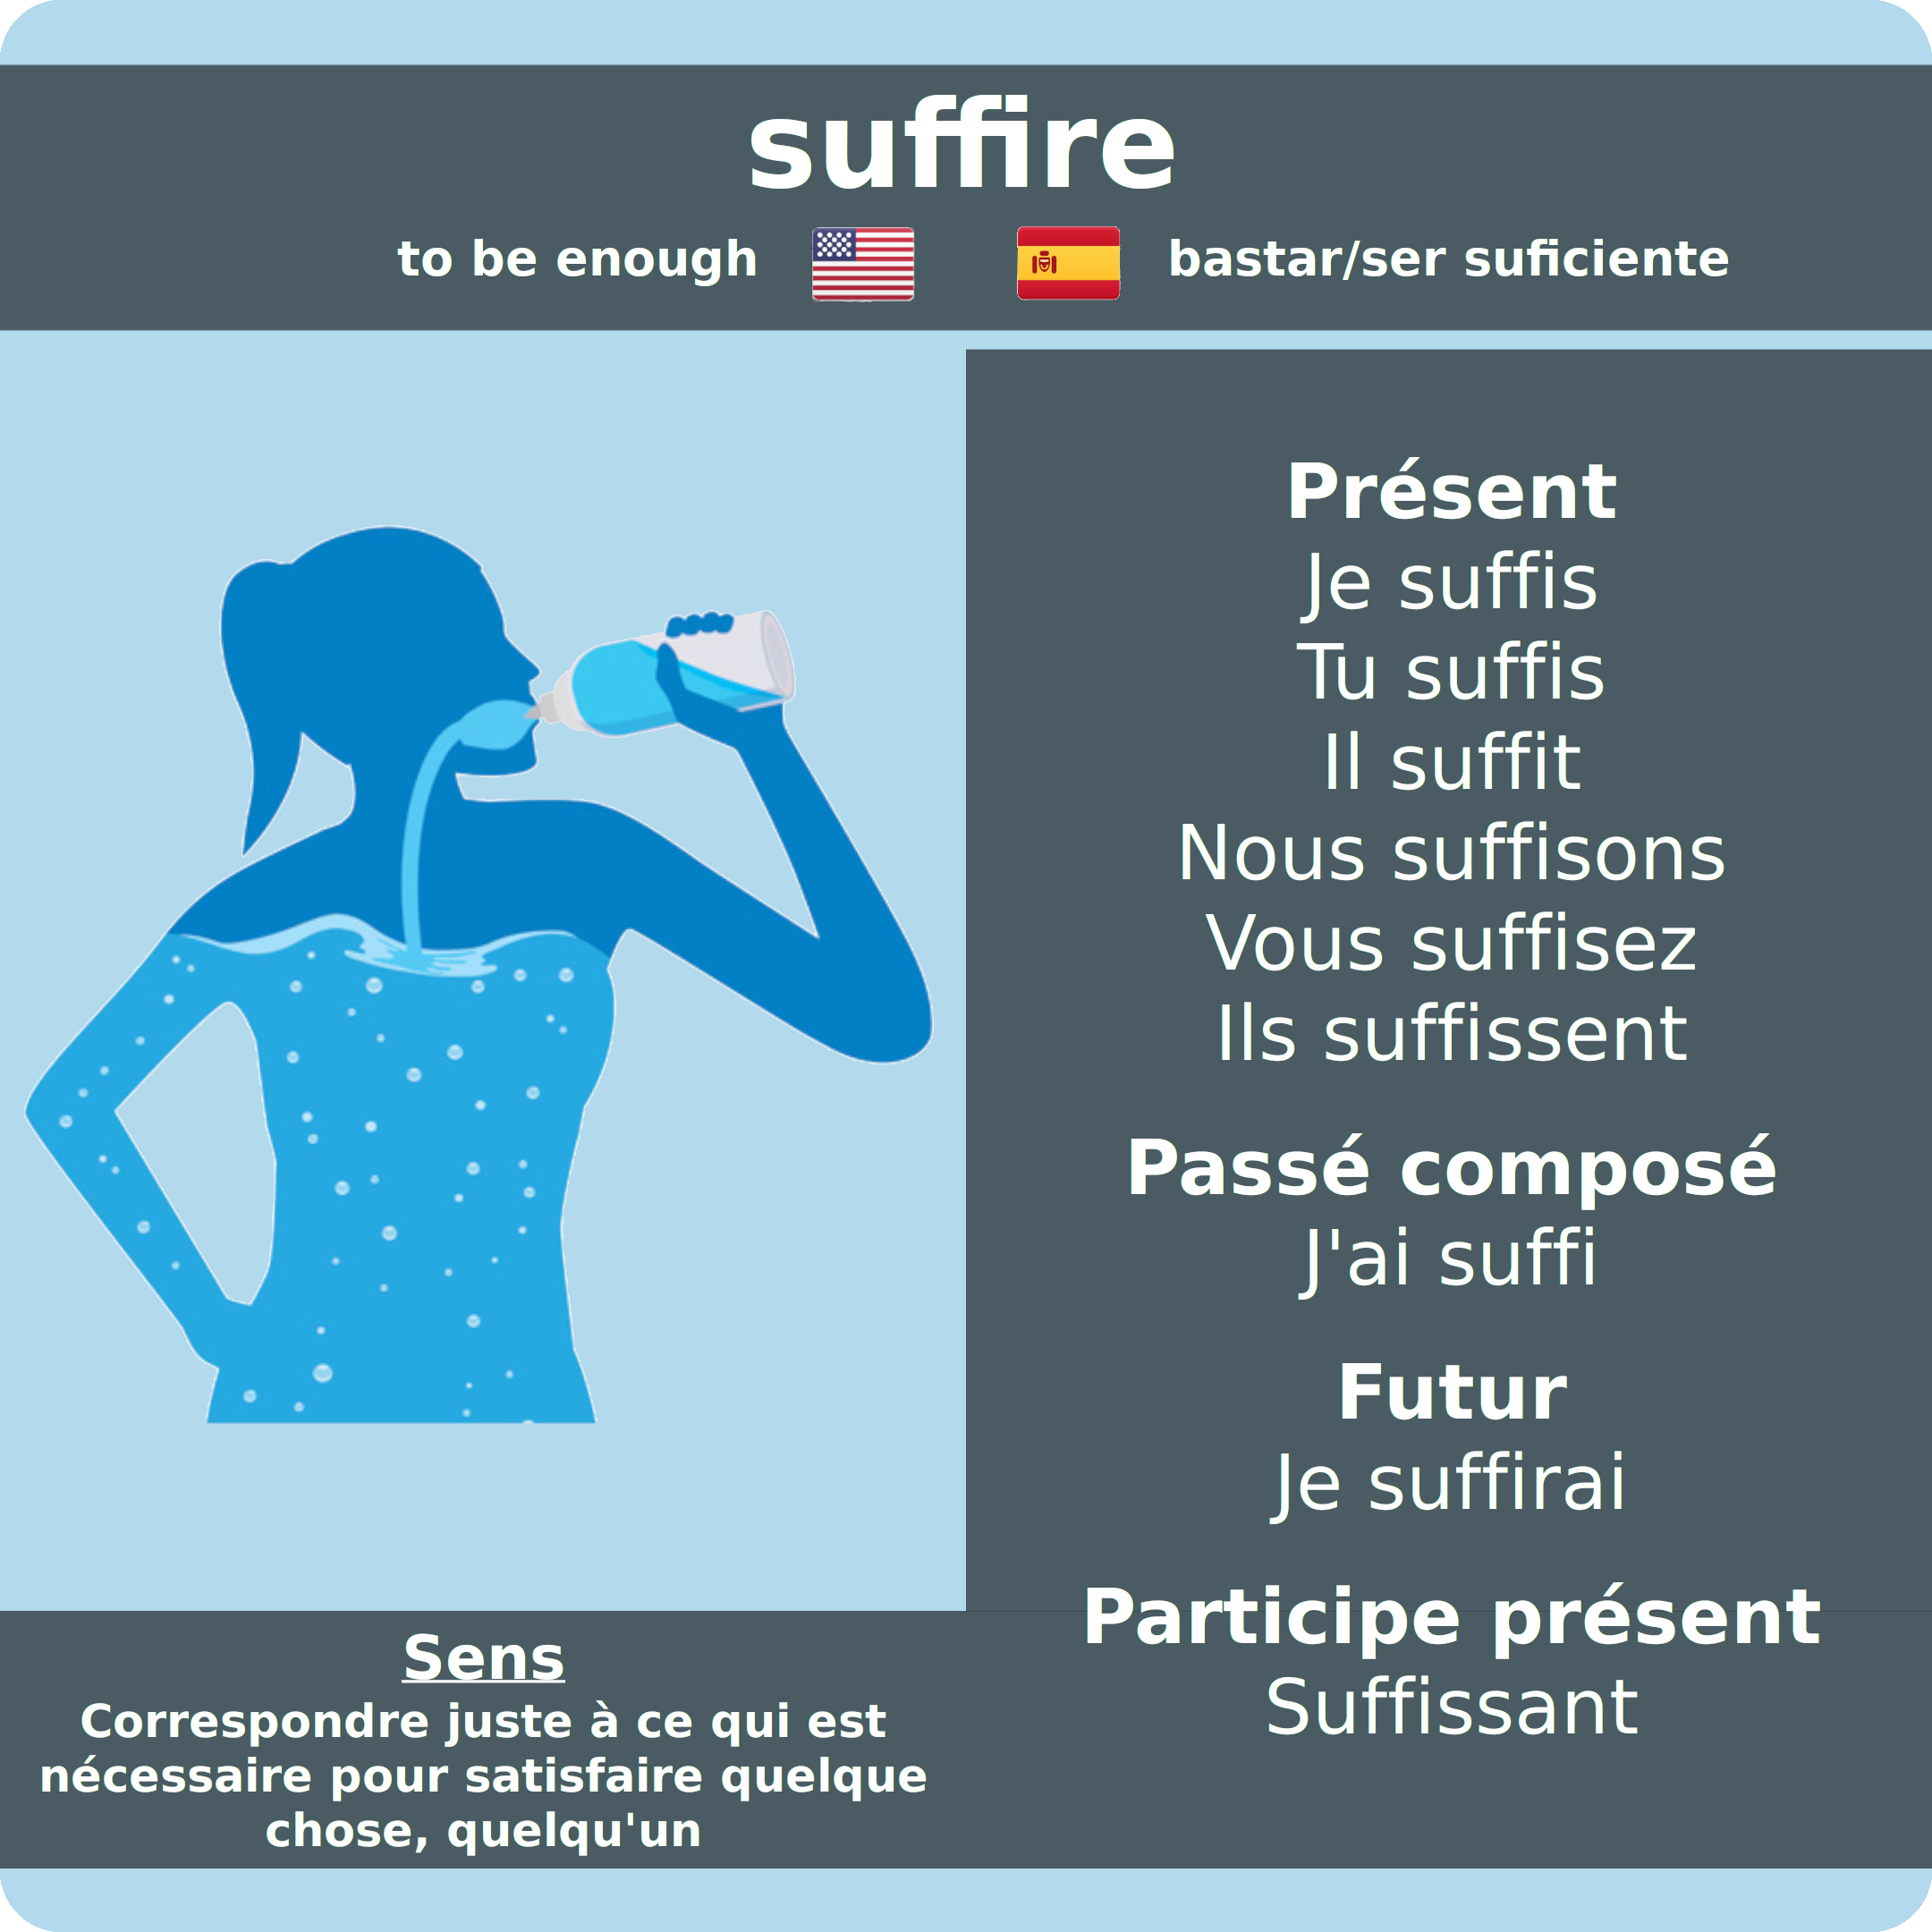 suffire
to be enough
bastar/ser suficiente
Présent
Je suffis
Tu suffis
Il suffit
Nous suffisons
Vous suffisez
Ils suffissent
Passé composé
J'ai suffi
Futur
Je suffirai
Participe présent
Suffissant
Sens
Correspondre juste à ce qui est
nécessaire pour satisfaire quelque
chose, quelqu'un